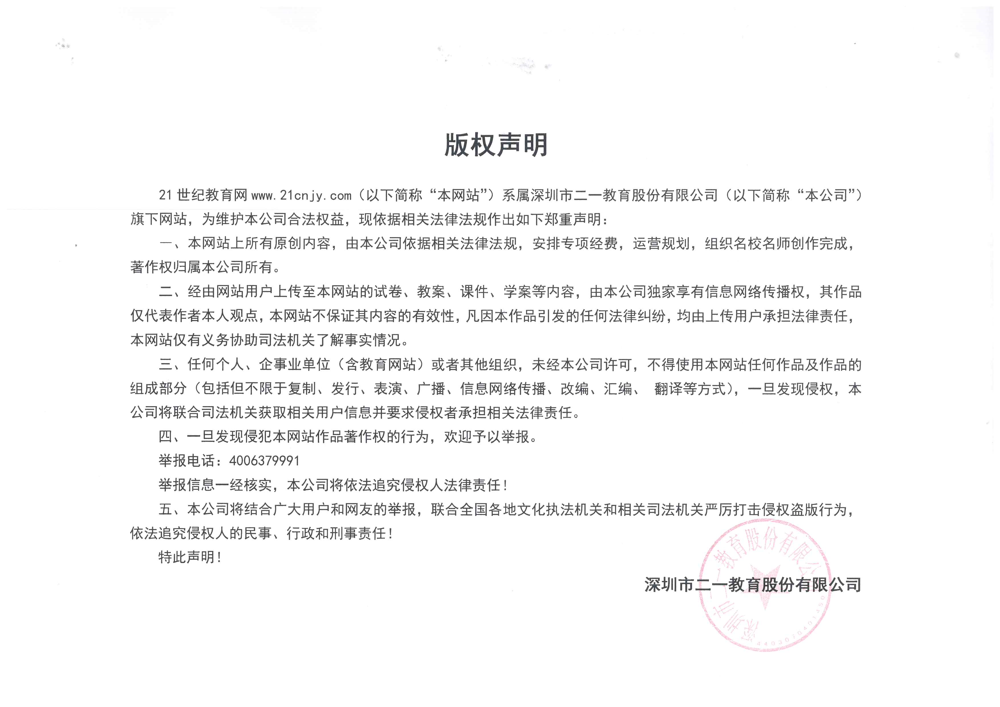 版权声明
21世纪教育网www.21cnjy.com（以下简称“本网站”）系属深圳市二一教育股份有限公司（以下简称“本公司”）
旗下网站，为维护本公司合法权益，现依据相关法律法规作出如下郑重声明：
一、本网站上所有原创内容，由本公司依据相关法律法规，安排专项经费，运营规划，组织名校名师创作完成，
著作权归属本公司所有。
二、经由网站用户上传至本网站的试卷、教案、课件、学案等内容，由本公司独家享有信息网络传播权，其作品
仅代表作者本人观点，本网站不保证其内容的有效性，凡因本作品引发的任何法律纠纷，均由上传用户承担法律责任，
本网站仅有义务协助司法机关了解事实情况。
三、任何个人、企事业单位（含教育网站）或者其他组织，未经本公司许可，不得使用本网站任何作品及作品的
组成部分（包括但不限于复制、发行、表演、广播、信息网络传播、改编、汇编、 翻译等方式），一旦发现侵权，本
公司将联合司法机关获取相关用户信息并要求侵权者承担相关法律责任。
四、一旦发现侵犯本网站作品著作权的行为，欢迎予以举报。
举报电话：4006379991
举报信息一经核实，本公司将依法追究侵权人法律责任！
五、本公司将结合广大用户和网友的举报，联合全国各地文化执法机关和相关司法机关严厉打击侵权盗版行为，
依法追究侵权人的民事、行政和刑事责任！
特此声明！
深圳市二一教育股份有限公司
深圳市二一教育股份有限公司
4403070401450